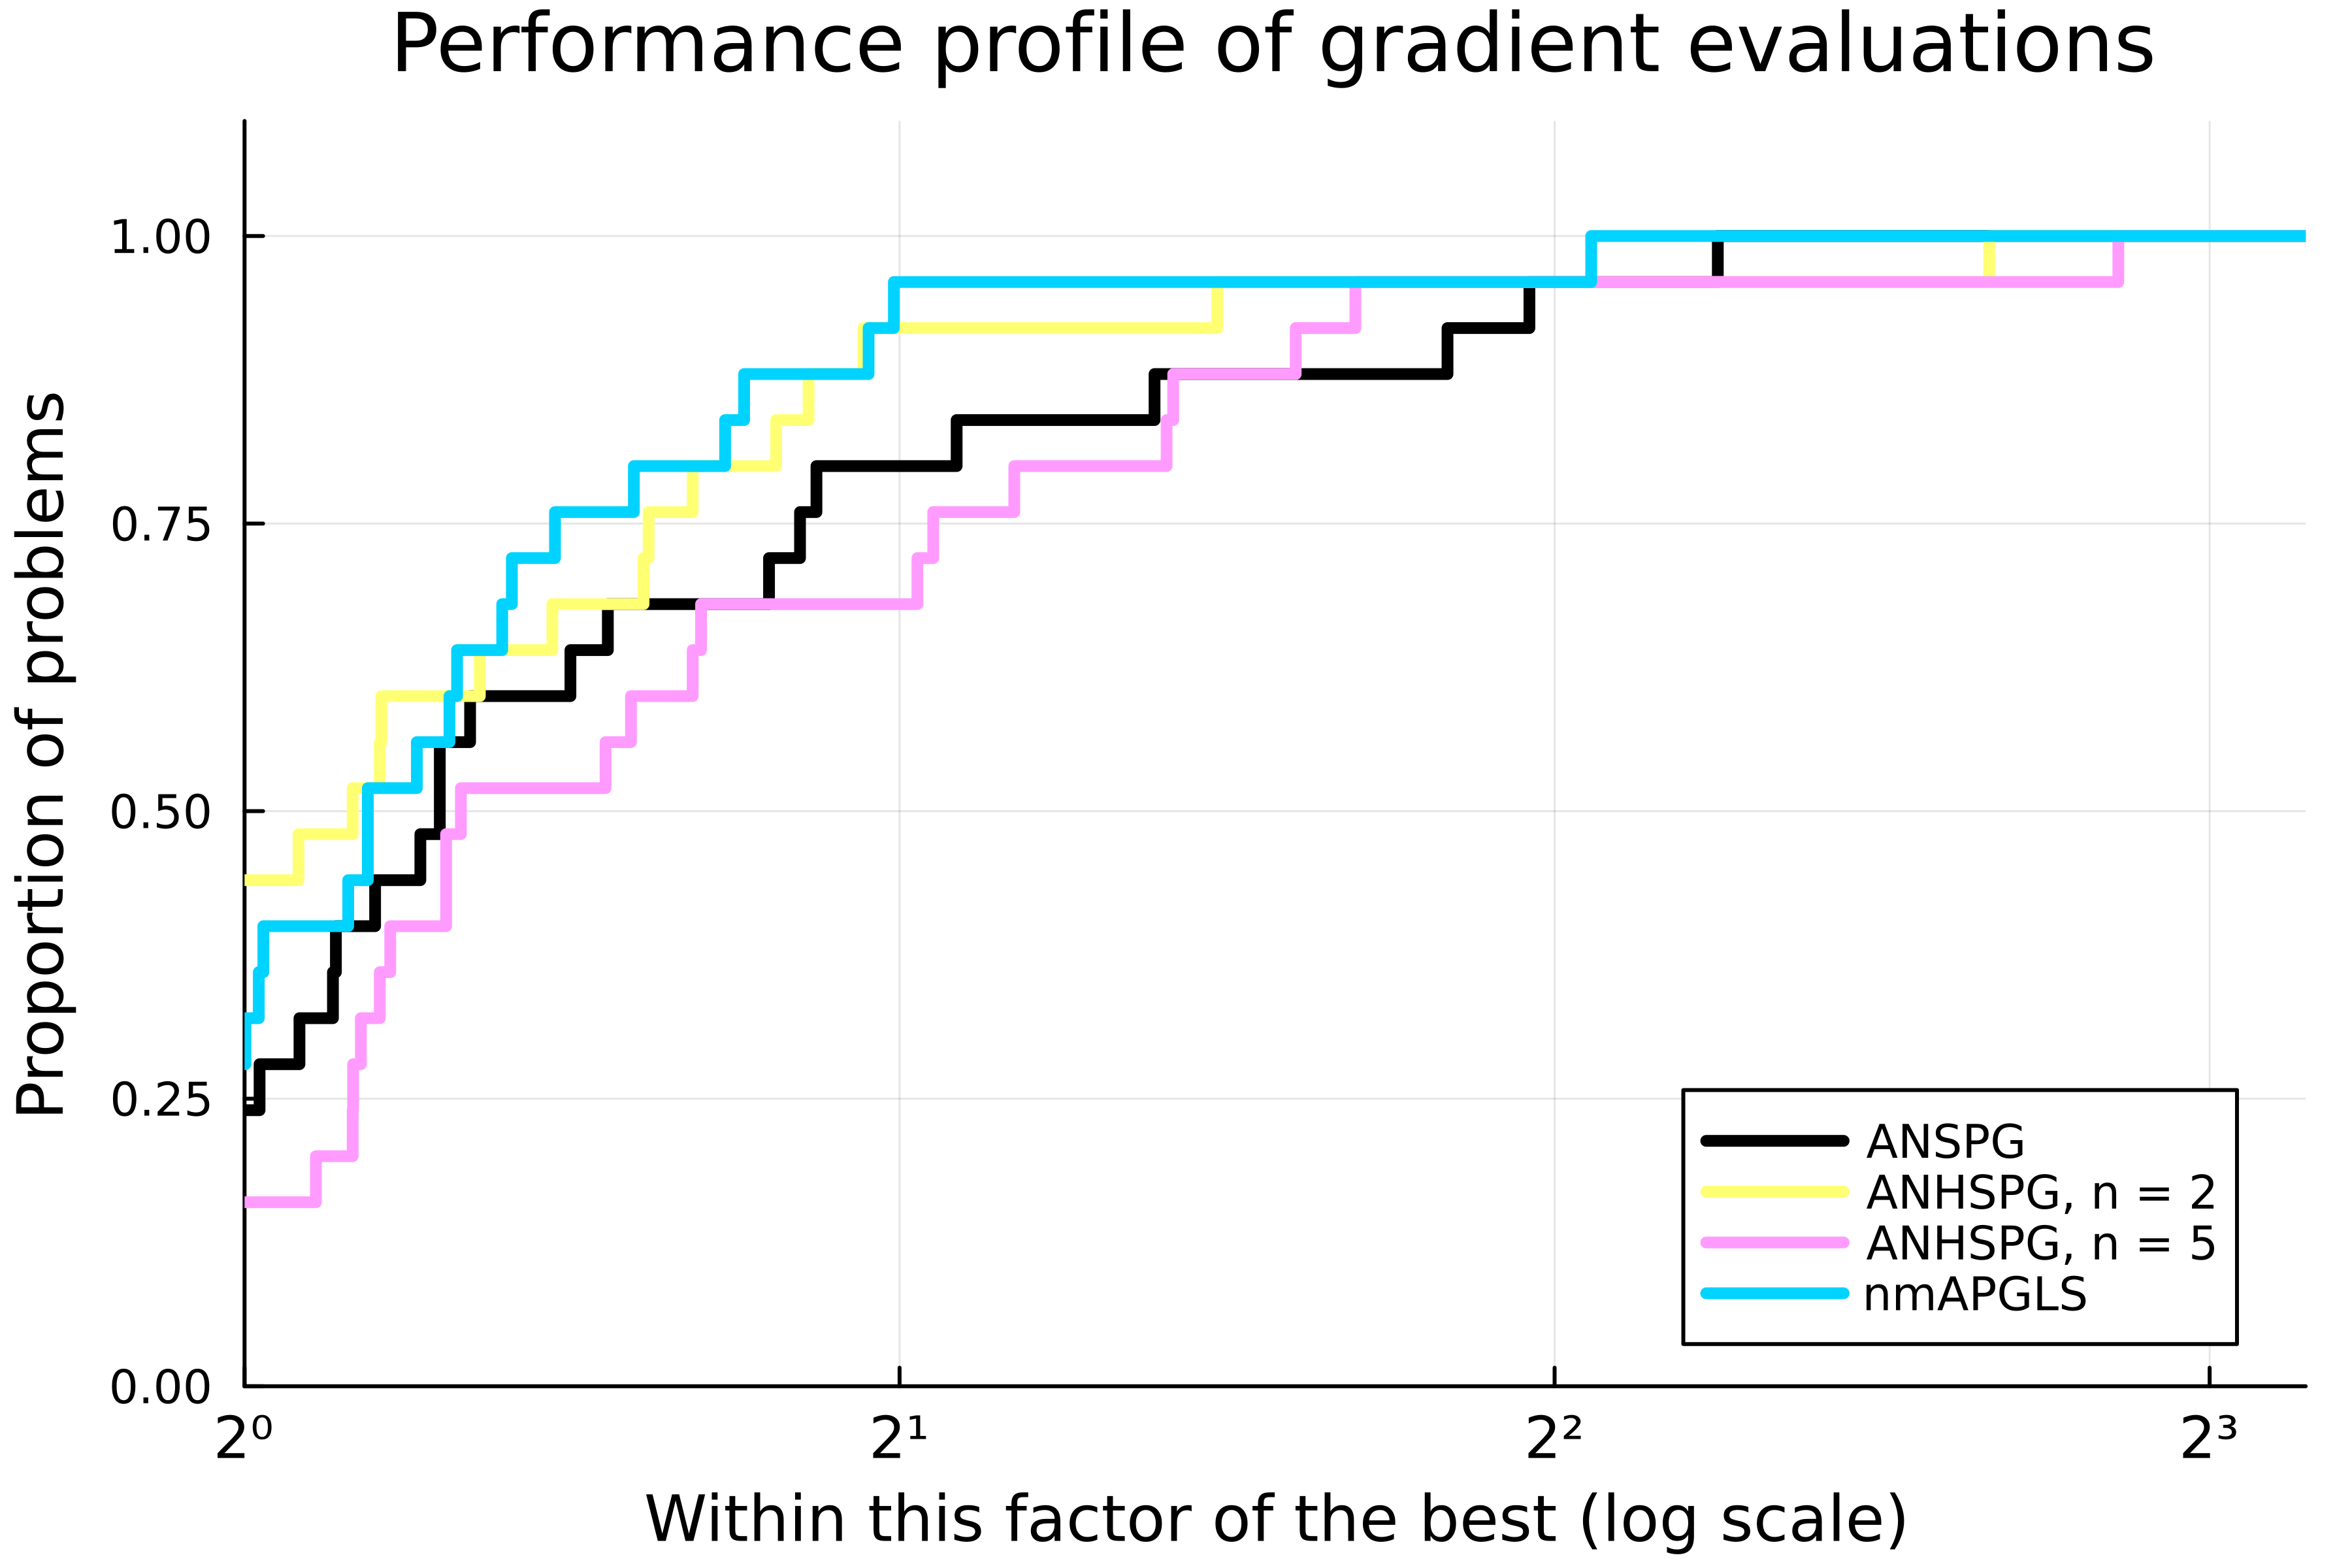 Performance profile of gradient evaluations
Proportion of problems
1.00
0.75
0.50
0.25
0.00
2⁰
2¹
2²
2³
Within this factor of the best (log scale)
ANSPG
ANHSPG, n = 2
ANHSPG, n = 5
nmAPGLS